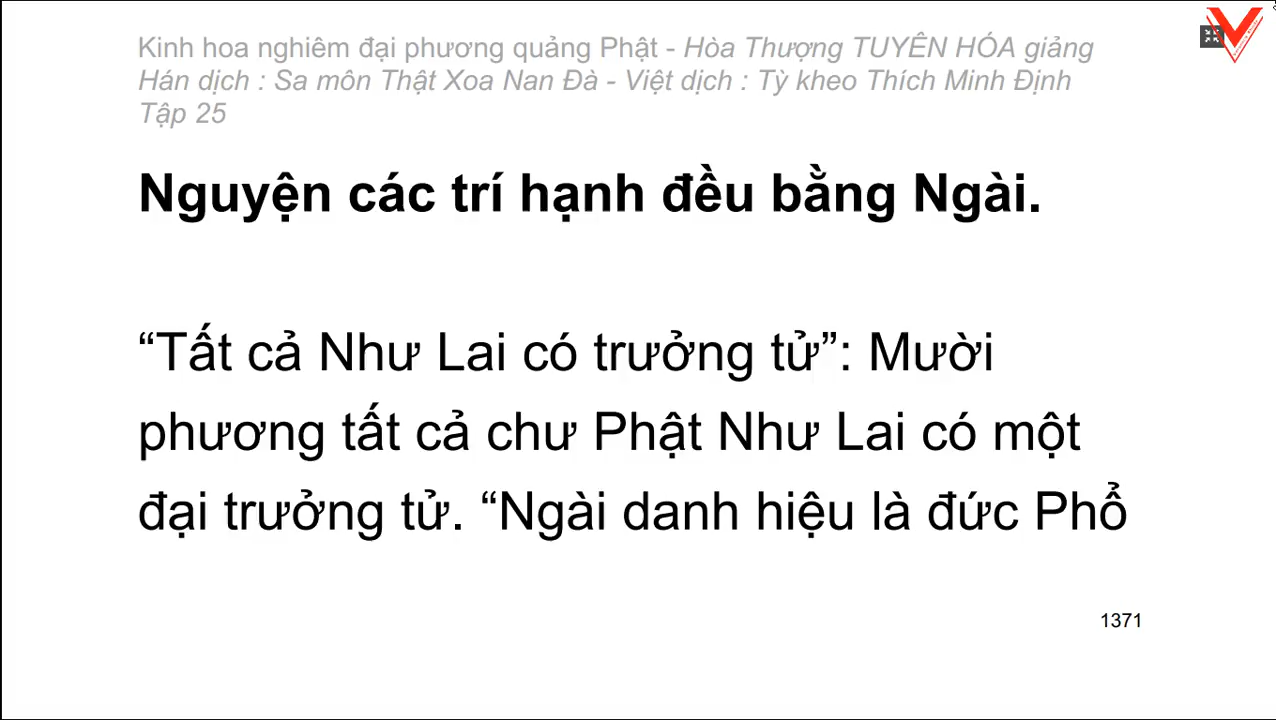 Kinh hoa nghiêm đại phương quảng Phật - Hòa Thượng TUYÊN HÓA giảng
Hán dịch : Sa môn Thật Xoa Nan Đà - Việt dịch : Tỳ kheo Thích Minh Định
Tập 25
Nguyện các trí hạnh đều bằng Ngài.
“Tất cả Như Lai có trưởng tử”: Mười
phương tất cả chư Phật Như Lai có một
đại trưởng tử. “Ngài danh hiệu là đức Phổ
1371